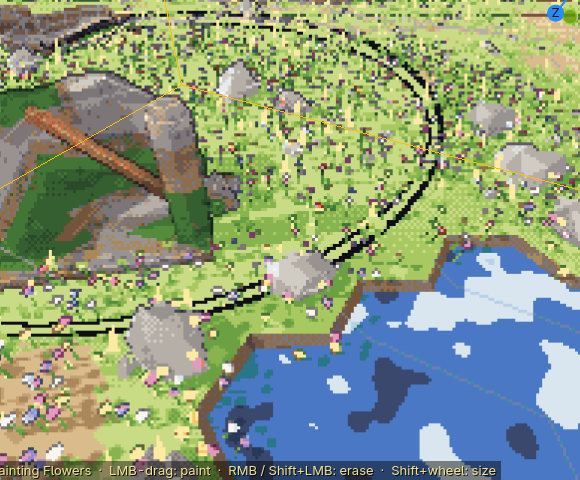 Z
ainting Flowers · LMB-drag: paint · RMB / Shift+LMB: erase · Shift+wheel: size